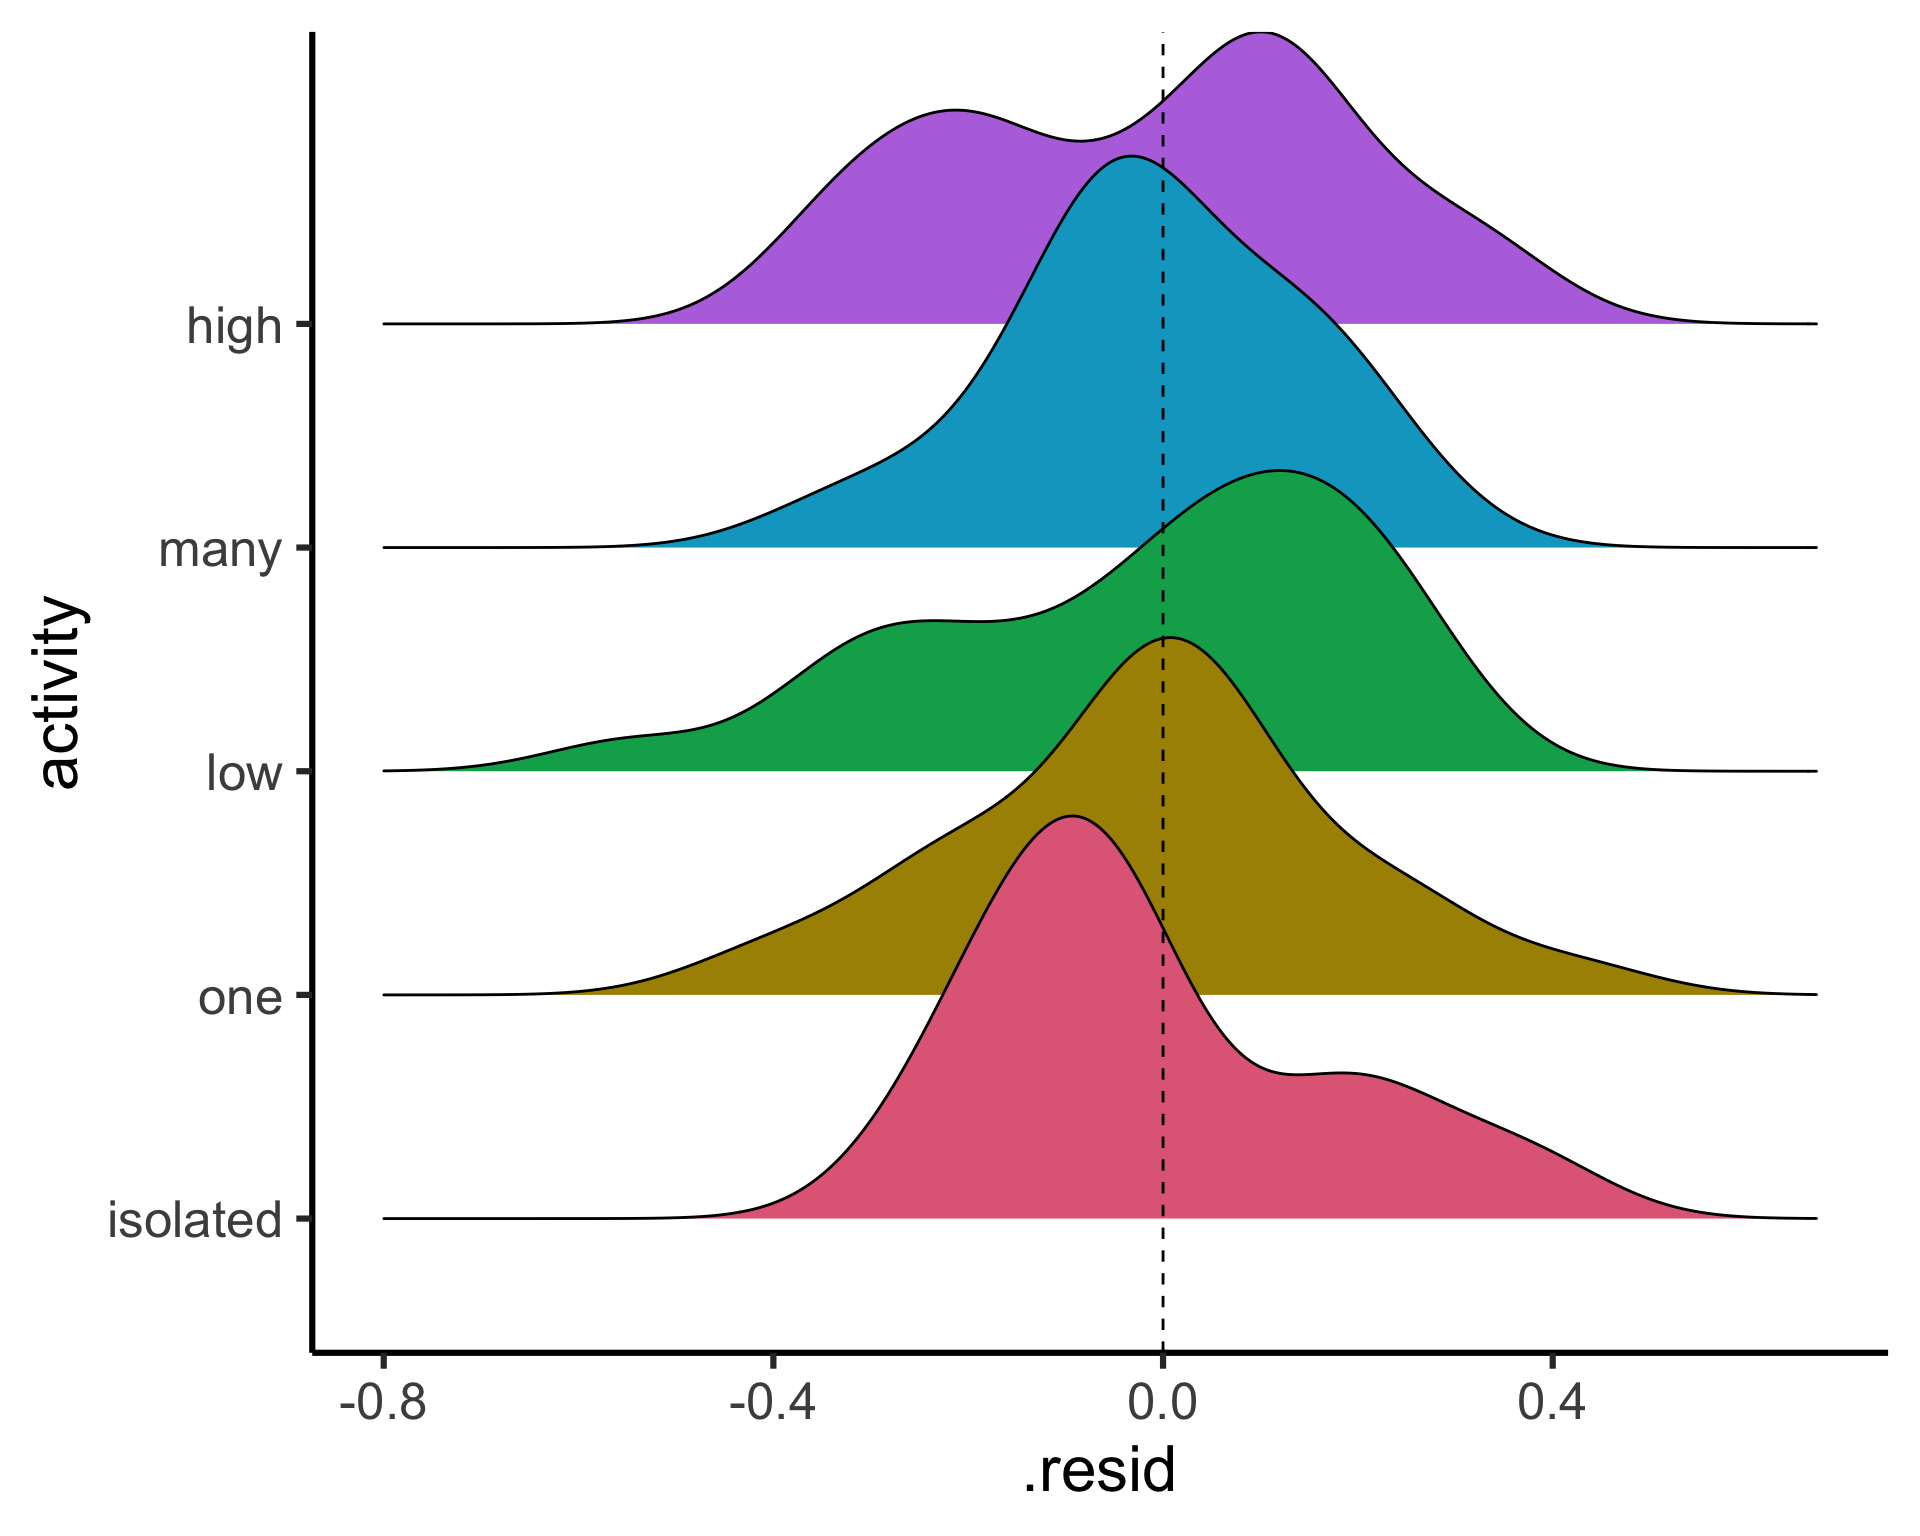 activity
high
many
low
one
isolated
-0.8
-0.4
0.0
0.4
.resid